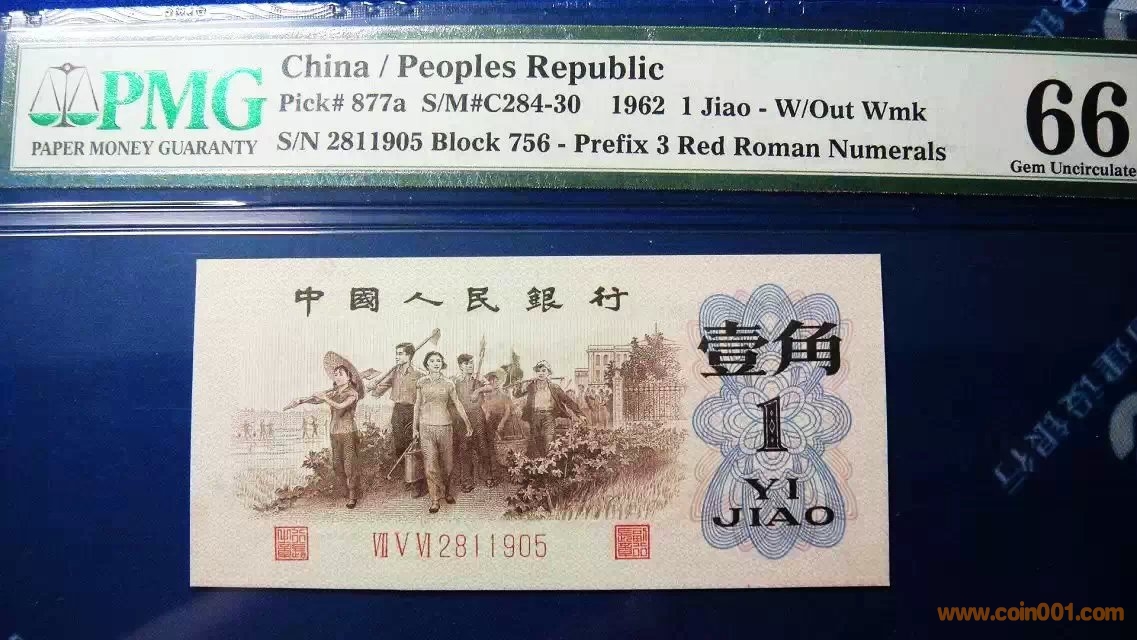 China / Peoples Republic
PMG
PAPER MONEY GUARANTY
Pick# 877a S/M#C284-30 1962 1 Jiao - W/Out Wmk
S/N 2811905 Block 756 - Prefix 3 Red Roman Numerals
66
Gem Uncirculate
中國人民銀行
壹角
1
YI
JIAO
VII V VI 2811905
www.coin001.com